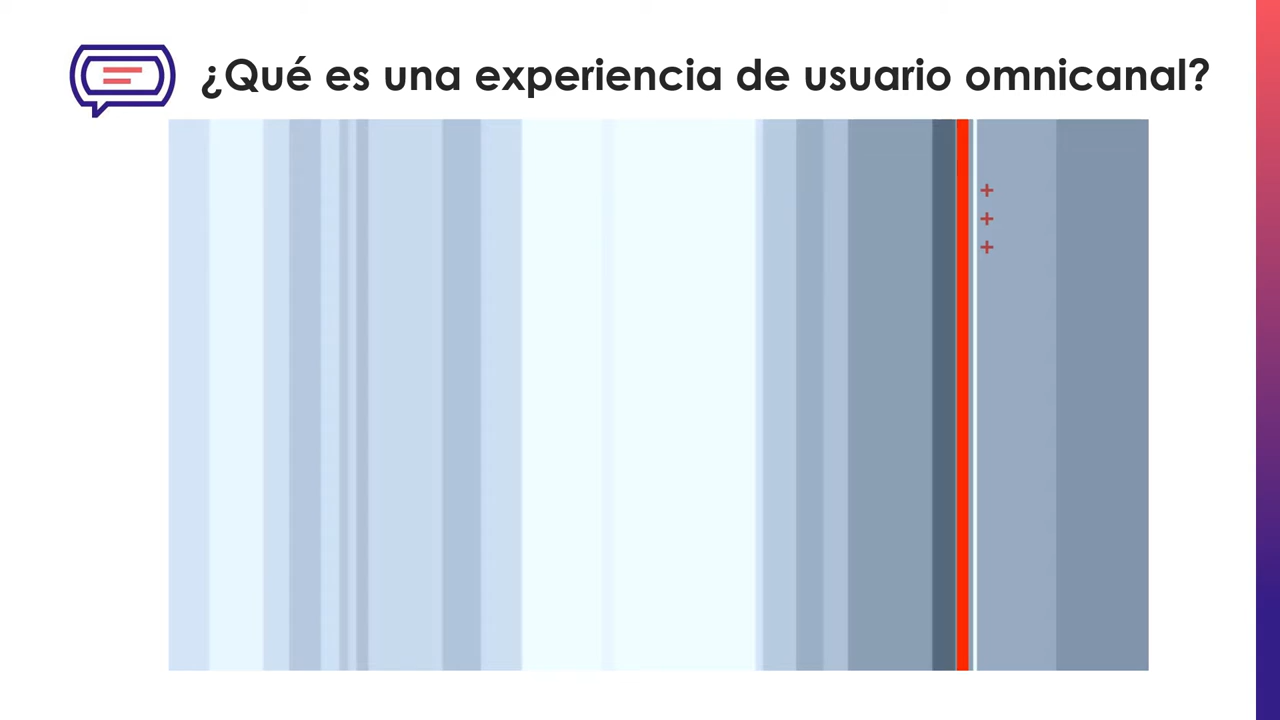 ¿Qué es una experiencia de usuario omnicanal?
+
+
+